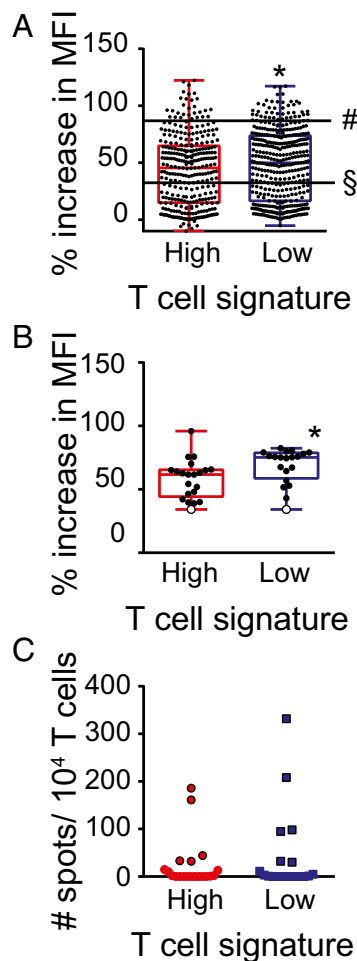 A
% increase in MFI
150
100
50
0
*
#
§
High Low
T cell signature
B
% increase in MFI
150
100
50
0
*
High Low
T cell signature
C
# spots/ 10⁴ T cells
400
300
200
100
0
High Low
T cell signature